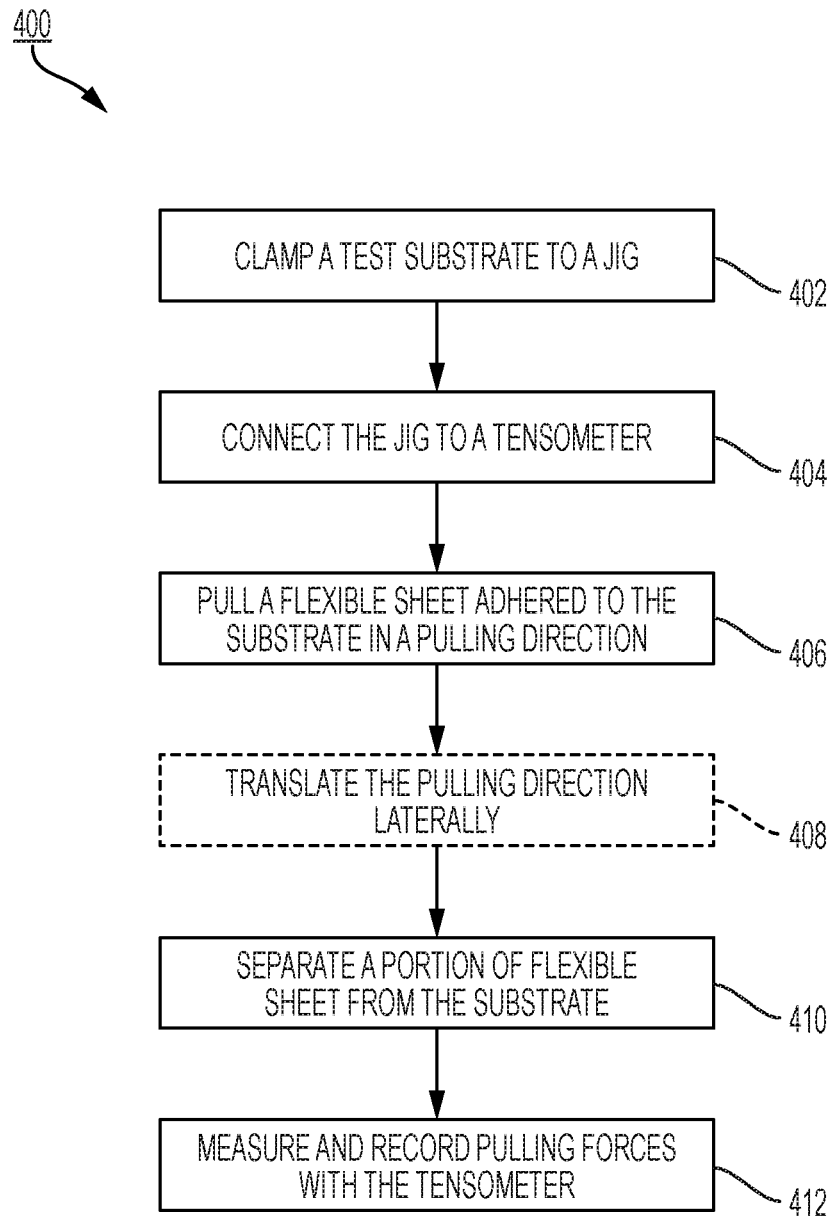 400
CLAMP A TEST SUBSTRATE TO A JIG
402
CONNECT THE JIG TO A TENSOMETER
404
PULL A FLEXIBLE SHEET ADHERED TO THE
SUBSTRATE IN A PULLING DIRECTION
406
TRANSLATE THE PULLING DIRECTION
LATERALLY
408
SEPARATE A PORTION OF FLEXIBLE
SHEET FROM THE SUBSTRATE
410
MEASURE AND RECORD PULLING FORCES
WITH THE TENSOMETER
412